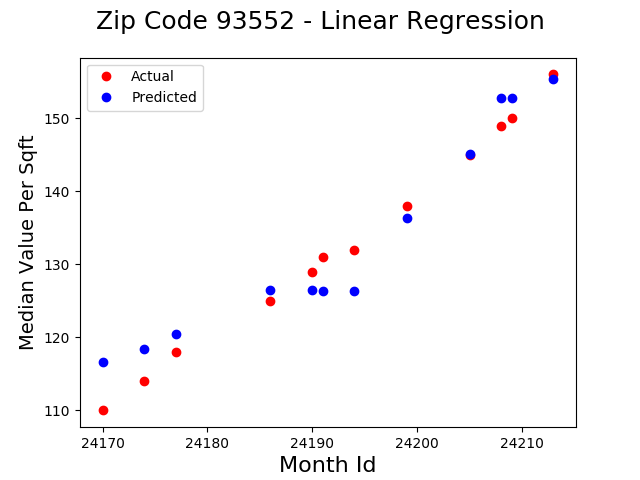 Zip Code 93552 - Linear Regression
Actual
Predicted
Median Value Per Sqft
150
140
130
120
110
24170 24180 24190 24200 24210
Month Id